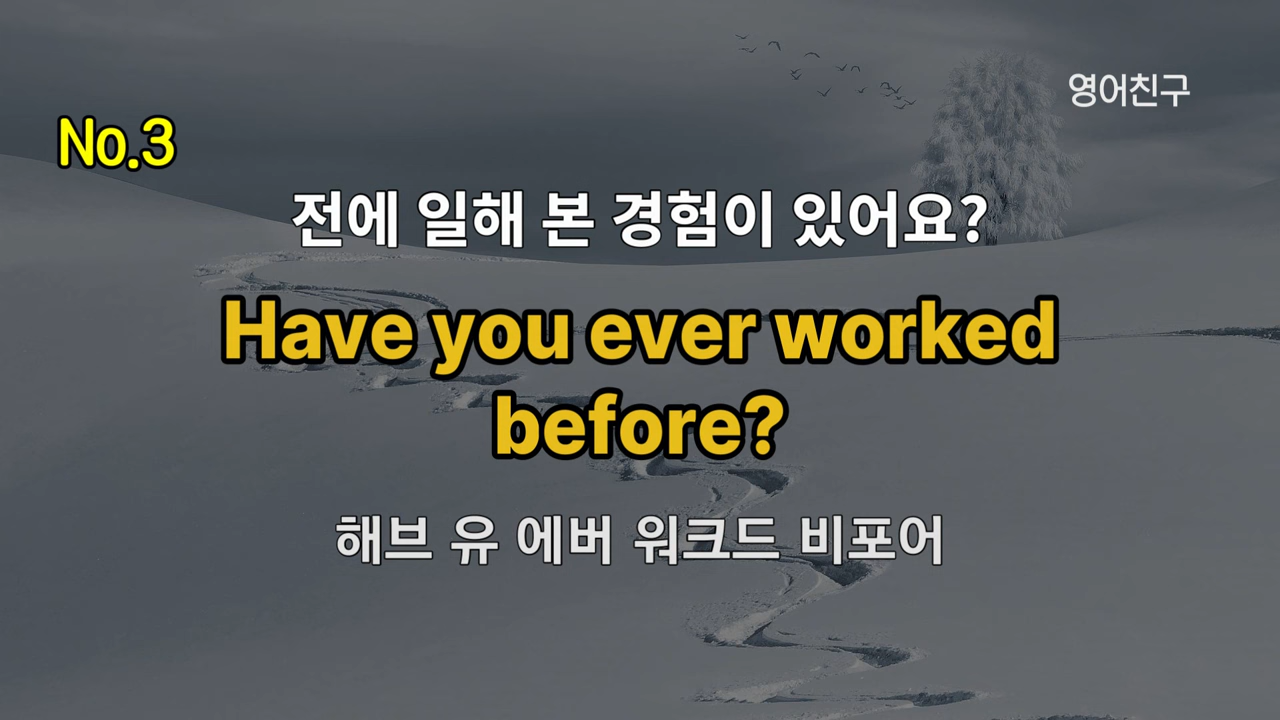 영어친구
No.3
전에 일해 본 경험이 있어요?
Have you ever worked
before?
해브 유 에버 워크드 비포어